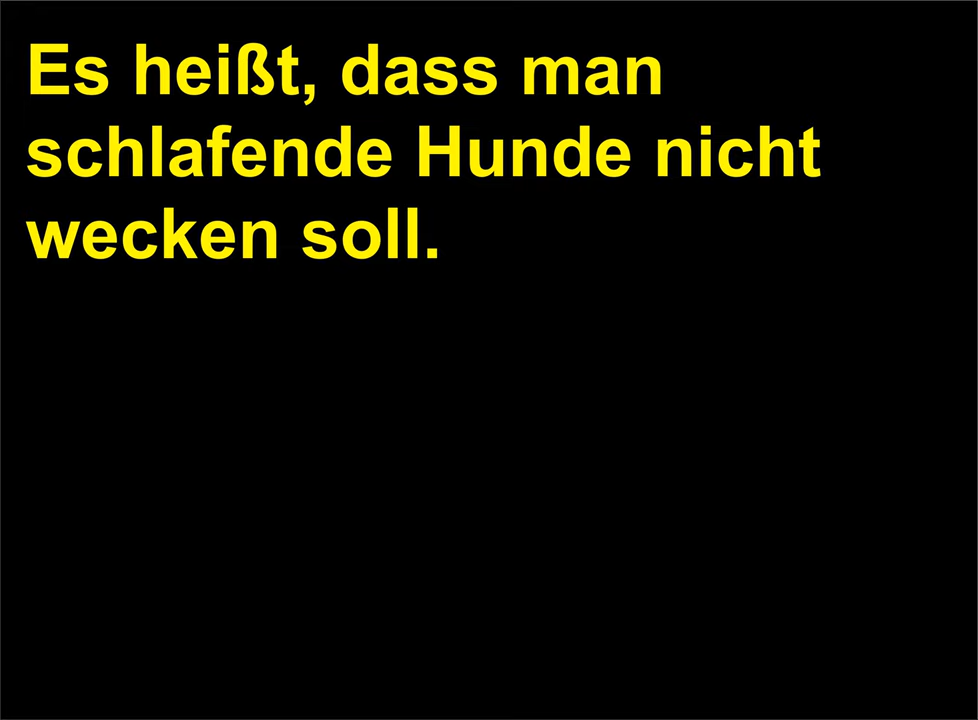 Es heißt, dass man
schlafende Hunde nicht
wecken soll.